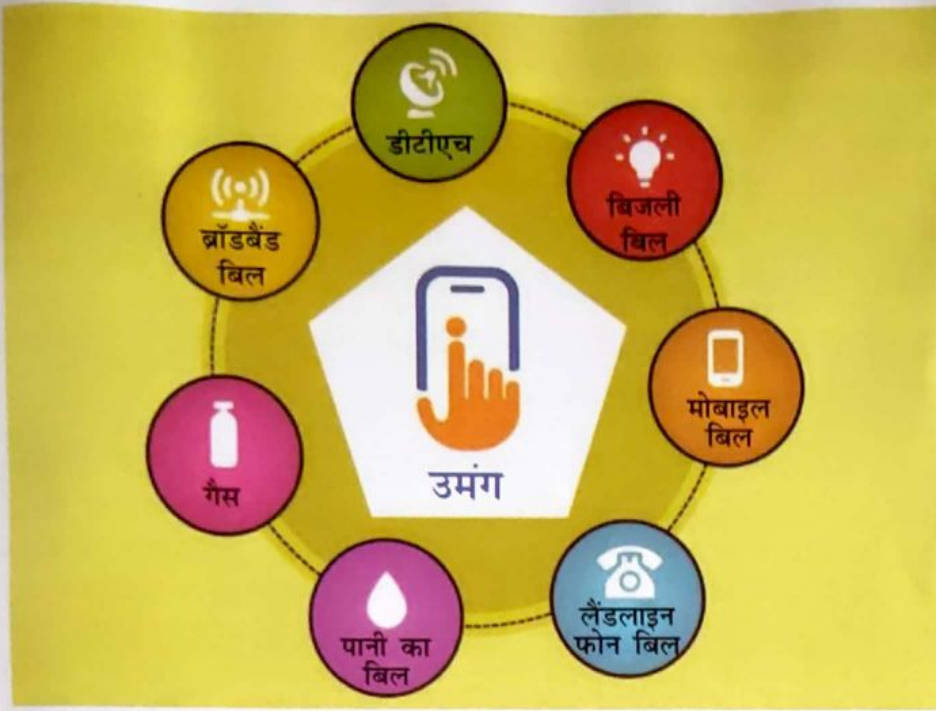 डीटीएच
बिजली
बिल
मोबाइल
बिल
लैंडलाइन
फोन बिल
पानी का
बिल
गैस
ब्रॉडबैंड
बिल
उमंग